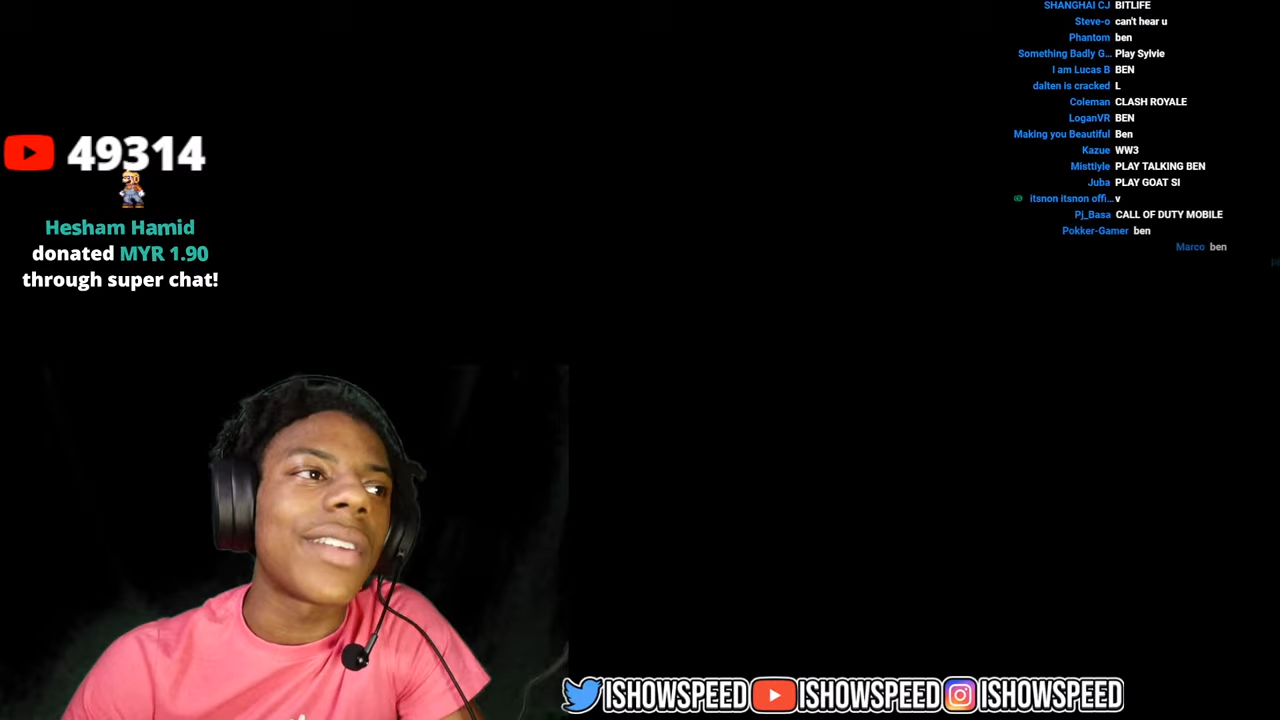 SHANGHAI CJ BITLIFE
Steve-o can't hear u
Phantom ben
Something Badly G... Play Sylvie
I am Lucas B BEN
dalten is cracked L
Coleman CLASH ROYALE
LoganVR BEN
Making you Beautiful Ben
Kazue WW3
Misttiyle PLAY TALKING BEN
Juba PLAY GOAT SI
itsnon itsnon offi... v
Pj_Basa CALL OF DUTY MOBILE
Pokker-Gamer ben
Marco ben
49314
Hesham Hamid
donated MYR 1.90
through super chat!
ISHOWSPEED ISHOWSPEED ISHOWSPEED